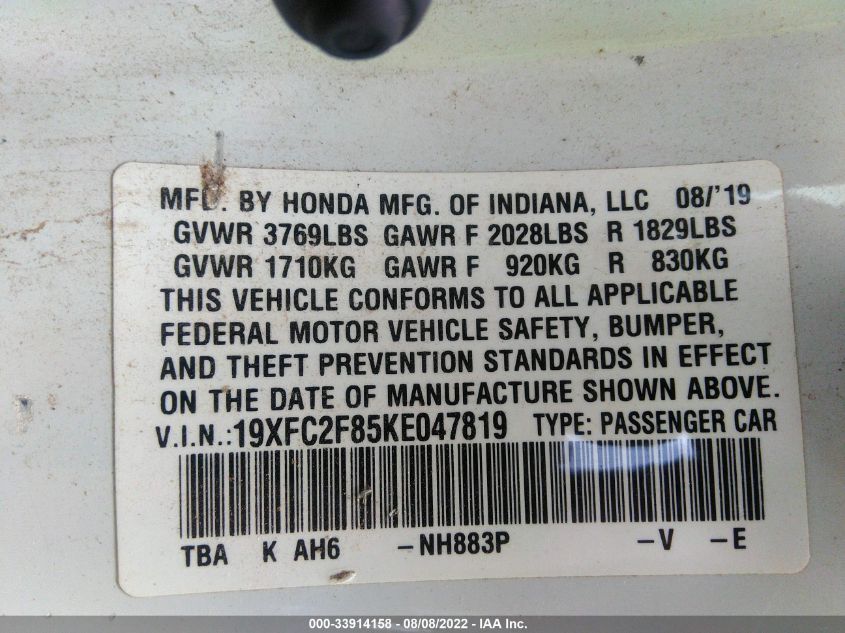 MFD. BY HONDA MFG. OF INDIANA, LLC 08/'19
GVWR 3769LBS GAWR F 2028LBS R 1829LBS
GVWR 1710KG GAWR F 920KG R 830KG
THIS VEHICLE CONFORMS TO ALL APPLICABLE
FEDERAL MOTOR VEHICLE SAFETY, BUMPER,
AND THEFT PREVENTION STANDARDS IN EFFECT
ON THE DATE OF MANUFACTURE SHOWN ABOVE.
V.I.N.:19XFC2F85KE047819 TYPE: PASSENGER CAR
TBA K AH6 -NH883P -V -E
000-33914158 - 08/08/2022 - IAA Inc.